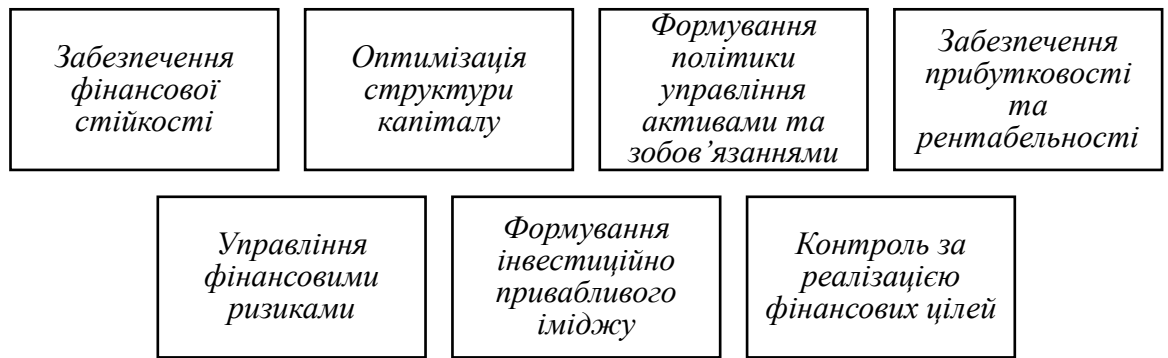 Забезпечення
фінансової
стійкості
Оптимізація
структури
капіталу
Формування
політики
управління
активами та
зобов’язаннями
Забезпечення
прибутковості
та
рентабельності
Управління
фінансовими
ризиками
Формування
інвестиційно
привабливого
іміджу
Контроль за
реалізацією
фінансових цілей